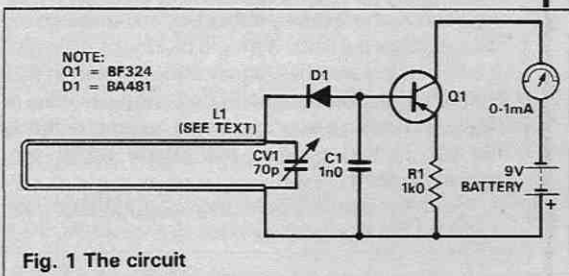 NOTE:
Q1 = BF324
D1 = BA481
L1
(SEE TEXT)
D1
Q1
0-1mA
CV1
70p
C1
1n0
R1
1k0
9V
BATTERY
+
Fig. 1 The circuit